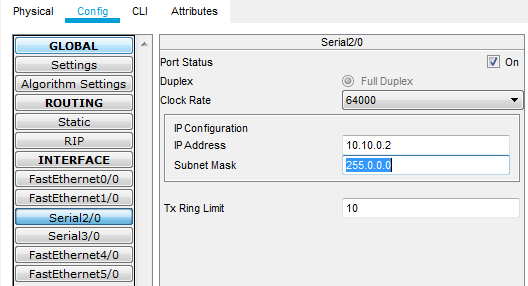 Physical Config CLI Attributes
GLOBAL
Settings
Algorithm Settings
ROUTING
Static
RIP
INTERFACE
FastEthernet0/0
FastEthernet1/0
Serial2/0
Serial3/0
FastEthernet4/0
FastEthernet5/0
Serial2/0
Port Status On
Duplex Full Duplex
Clock Rate 64000
IP Configuration
IP Address 10.10.0.2
Subnet Mask 255.0.0.0
Tx Ring Limit 10